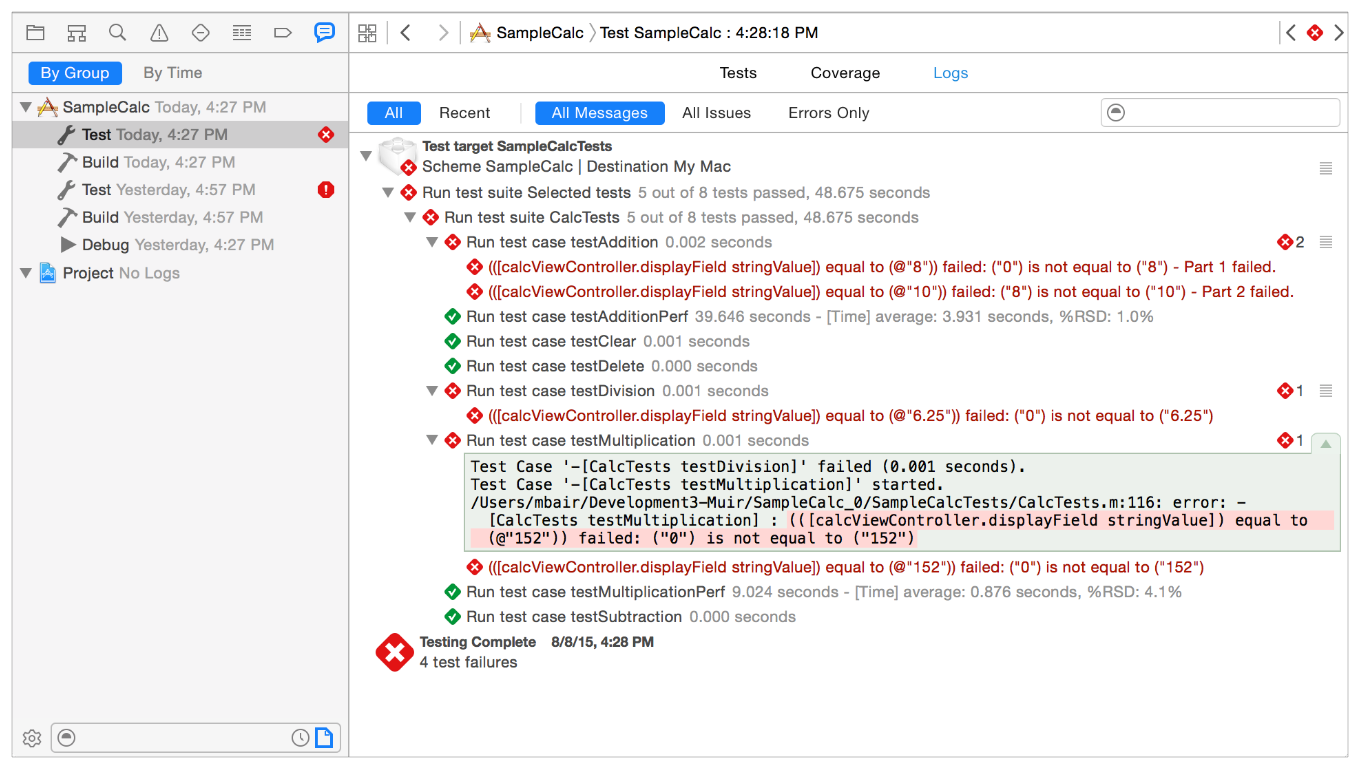 SampleCalc 〉Test SampleCalc : 4:28:18 PM
By Group By Time
Tests Coverage Logs
SampleCalc Today, 4:27 PM
Test Today, 4:27 PM
Build Today, 4:27 PM
Test Yesterday, 4:57 PM
Build Yesterday, 4:57 PM
Debug Yesterday, 4:27 PM
Project No Logs
All Recent All Messages All Issues Errors Only
Test target SampleCalcTests
Scheme SampleCalc | Destination My Mac
Run test suite Selected tests 5 out of 8 tests passed, 48.675 seconds
Run test suite CalcTests 5 out of 8 tests passed, 48.675 seconds
Run test case testAddition 0.002 seconds 2
(([calcViewController.displayField stringValue]) equal to (@"8")) failed: ("0") is not equal to ("8") - Part 1 failed.
(([calcViewController.displayField stringValue]) equal to (@"10")) failed: ("8") is not equal to ("10") - Part 2 failed.
Run test case testAdditionPerf 39.646 seconds - [Time] average: 3.931 seconds, %RSD: 1.0%
Run test case testClear 0.001 seconds
Run test case testDelete 0.000 seconds
Run test case testDivision 0.001 seconds 1
(([calcViewController.displayField stringValue]) equal to (@"6.25")) failed: ("0") is not equal to ("6.25")
Run test case testMultiplication 0.001 seconds 1
Test Case '-[CalcTests testDivision]' failed (0.001 seconds).
Test Case '-[CalcTests testMultiplication]' started.
/Users/mbair/Development3-Muir/SampleCalc_0/SampleCalcTests/CalcTests.m:116: error: -
[CalcTests testMultiplication] : (([calcViewController.displayField stringValue]) equal to
(@"152")) failed: ("0") is not equal to ("152")
(([calcViewController.displayField stringValue]) equal to (@"152")) failed: ("0") is not equal to ("152")
Run test case testMultiplicationPerf 9.024 seconds - [Time] average: 0.876 seconds, %RSD: 4.1%
Run test case testSubtraction 0.000 seconds
Testing Complete 8/8/15, 4:28 PM
4 test failures